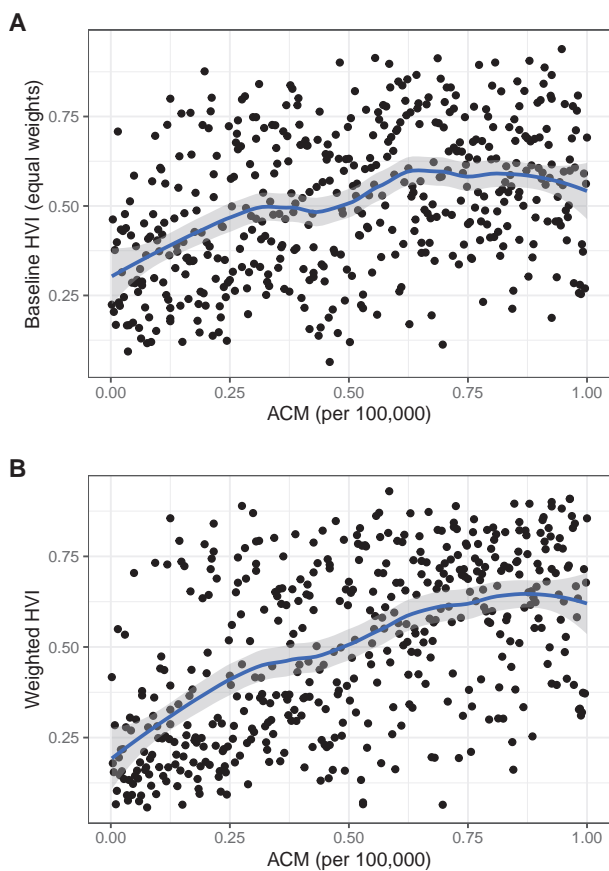 A
Baseline HVI (equal weights)
0.75
0.50
0.25
0.00 0.25 0.50 0.75 1.00
ACM (per 100,000)
B
Weighted HVI
0.75
0.50
0.25
0.00 0.25 0.50 0.75 1.00
ACM (per 100,000)